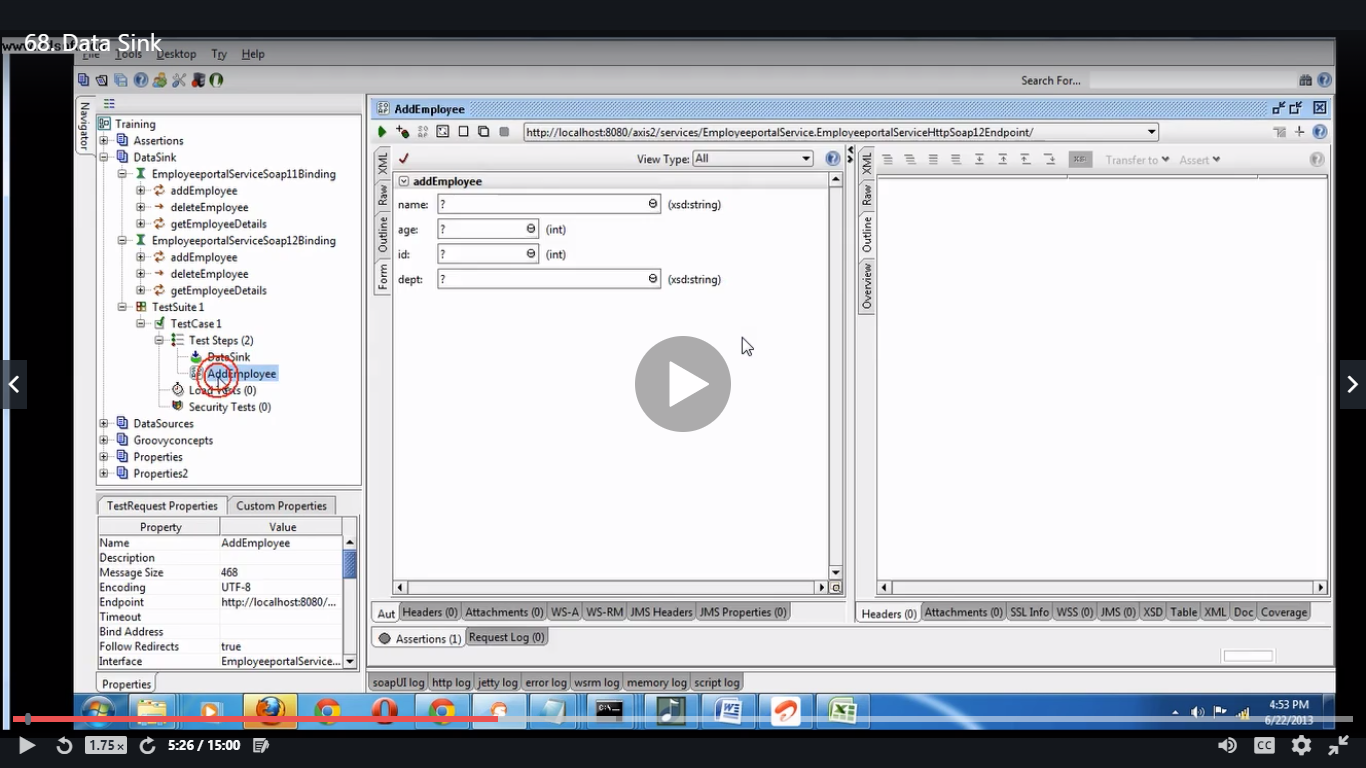 68. Data Sink
File Tools Desktop Try Help
Search For...
Navigator
Training
Assertions
DataSink
EmployeeportalServiceSoap11Binding
addEmployee
deleteEmployee
getEmployeeDetails
EmployeeportalServiceSoap12Binding
addEmployee
deleteEmployee
getEmployeeDetails
TestSuite 1
TestCase 1
Test Steps (2)
DataSink
AddEmployee
Load Tests (0)
Security Tests (0)
DataSources
Groovyconcepts
Properties
Properties2
TestRequest Properties Custom Properties
Property Value
Name AddEmployee
Description
Message Size 468
Encoding UTF-8
Endpoint http://localhost:8080/...
Timeout
Bind Address
Follow Redirects true
Interface EmployeeportalService...
Properties
AddEmployee
http://localhost:8080/axis2/services/EmployeeportalService.EmployeeportalServiceHttpSoap12Endpoint/
XML
Raw
Outline
Form
View Type: All
addEmployee
name: ? (xsd:string)
age: ? (int)
id: ? (int)
dept: ? (xsd:string)
XML
Raw
Outline
Overview
Transfer to Assert
Aut Headers (0) Attachments (0) WS-A WS-RM JMS Headers JMS Properties (0)
Headers (0) Attachments (0) SSL Info WSS (0) JMS (0) XSD Table XML Doc Coverage
Assertions (1) Request Log (0)
soapUI log http log jetty log error log wsrm log memory log script log
4:53 PM
6/22/2013
1.75 x 5:26 / 15:00 CC